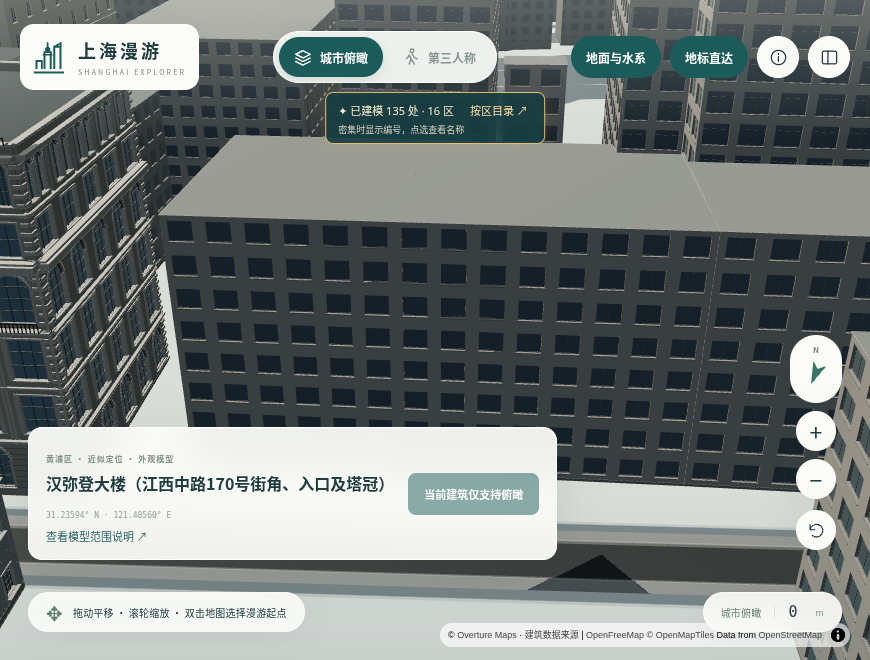 上海漫游
SHANGHAI EXPLORER
城市俯瞰
第三人称
地面与水系
地标直达
✦ 已建模 135 处 · 16 区 按区目录 ↗
密集时显示编号，点选查看名称
N
黄浦区 · 近似定位 · 外观模型
汉弥登大楼（江西中路170号街角、入口及塔冠）
当前建筑仅支持俯瞰
31.23594° N · 121.48560° E
查看模型范围说明 ↗
拖动平移 · 滚轮缩放 · 双击地图选择漫游起点
城市俯瞰 0 m
© Overture Maps · 建筑数据来源 | OpenFreeMap © OpenMapTiles Data from OpenStreetMap